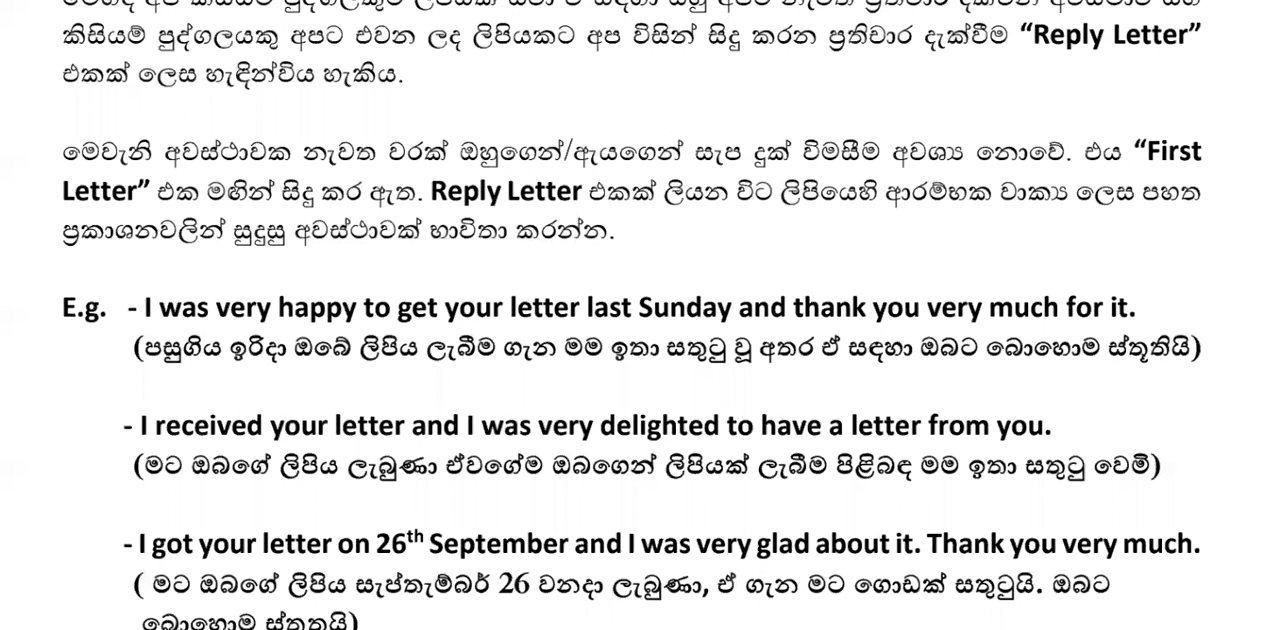 කිසියම් පුද්ගලයකු අපට එවන ලද ලිපියකට අප විසින් සිදු කරන ප්‍රතිචාර දැක්වීම “Reply Letter”
එකක් ලෙස හැඳින්විය හැකිය.
මෙවැනි අවස්ථාවක නැවත වරක් ඔහුගෙන්/ඇයගෙන් සැප දුක් විමසීම අවශ්‍ය නොවේ. එය “First
Letter” එක මඟින් සිදු කර ඇත. Reply Letter එකක් ලියන විට ලිපියෙහි ආරම්භක වාක්‍ය ලෙස පහත
ප්‍රකාශනවලින් සුදුසු අවස්ථාවක් භාවිතා කරන්න.
E.g. - I was very happy to get your letter last Sunday and thank you very much for it.
(පසුගිය ඉරිදා ඔබේ ලිපිය ලැබීම ගැන මම ඉතා සතුටු වූ අතර ඒ සඳහා ඔබට බොහොම ස්තූතියි)
- I received your letter and I was very delighted to have a letter from you.
(මට ඔබගේ ලිපිය ලැබුණා ඒවගේම ඔබගෙන් ලිපියක් ලැබීම පිළිබඳ මම ඉතා සතුටු වෙමි)
- I got your letter on 26th September and I was very glad about it. Thank you very much.
( මට ඔබගේ ලිපිය සැප්තැම්බර් 26 වනදා ලැබුණා, ඒ ගැන මට ගොඩක් සතුටුයි. ඔබට
බොහොම ස්තූතියි)